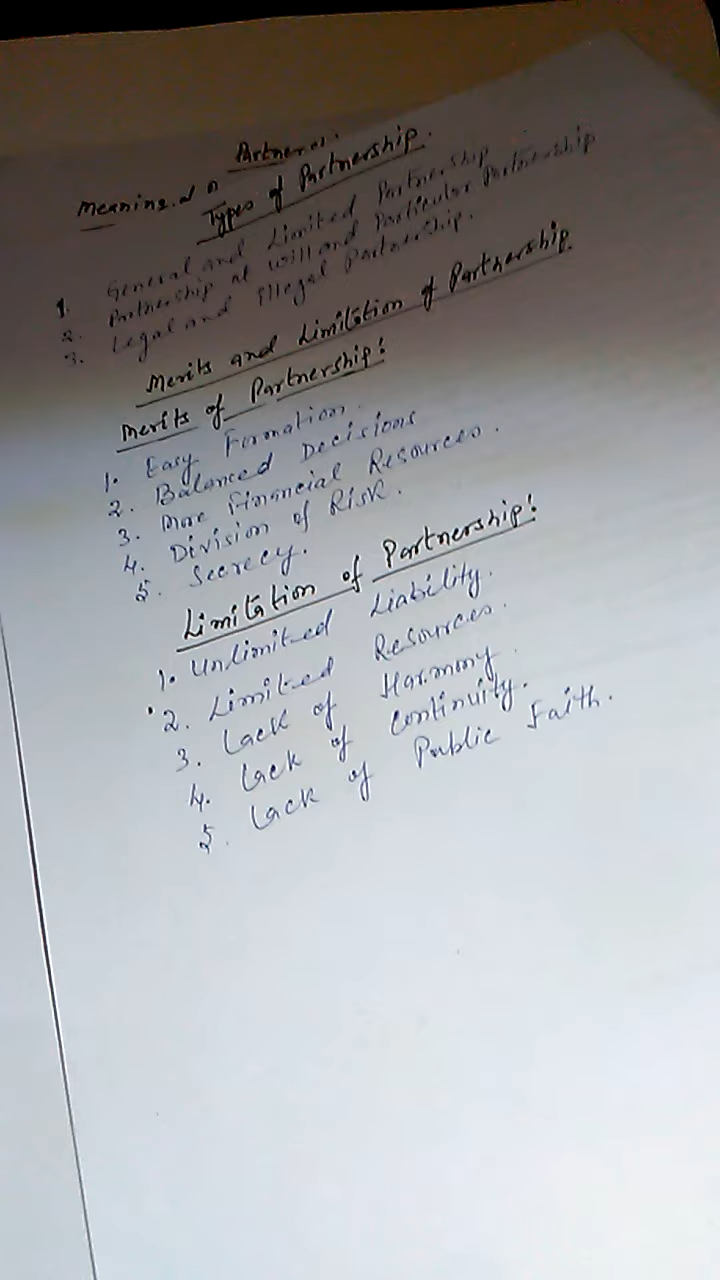 Meaning of
Partner
Types of Partnership.
1. General and Limited Partnership
2. Partnership at will and Particular Partnership
3. Legal and Illegal Partnership.
Merits and Limitation of Partnership.
Merits of Partnership:
1. Easy Formation.
2. Balanced Decisions
3. More Financial Resources.
4. Division of Risk.
5. Secrecy.
Limitation of Partnership:
1. Unlimited Liability.
2. Limited Resources.
3. Lack of Harmony.
4. Lack of Continuity.
5. Lack of Public Faith.